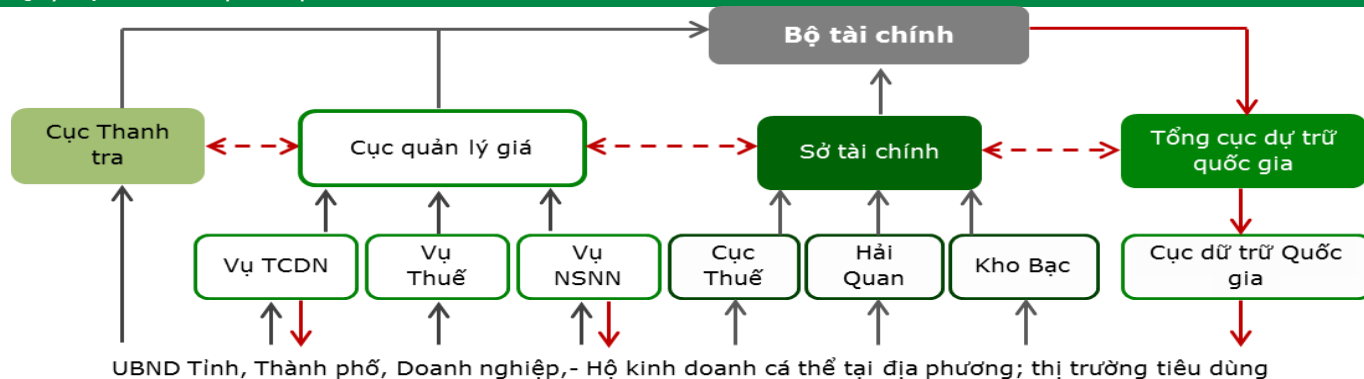 Bộ tài chính
Cục Thanh
tra
Cục quản lý giá
Sở tài chính
Tổng cục dự trữ
quốc gia
Vụ TCDN
Vụ
Thuế
Vụ
NSNN
Cục
Thuế
Hải
Quan
Kho Bạc
Cục dữ trữ Quốc
gia
UBND Tỉnh, Thành phố, Doanh nghiệp,- Hộ kinh doanh cá thể tại địa phương; thị trường tiêu dùng